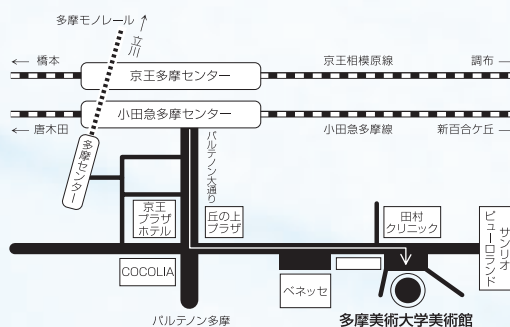 多摩モノレール
立川
← 橋本
京王多摩センター
京王相模原線
調布
小田急多摩センター
← 唐木田
小田急多摩線
新百合ケ丘
多摩センター
パルテノン大通り
京王
プラザ
ホテル
丘の上
プラザ
田村
クリニック
サンリオ
ピューロランド
COCOLIA
ベネッセ
パルテノン多摩
多摩美術大学美術館